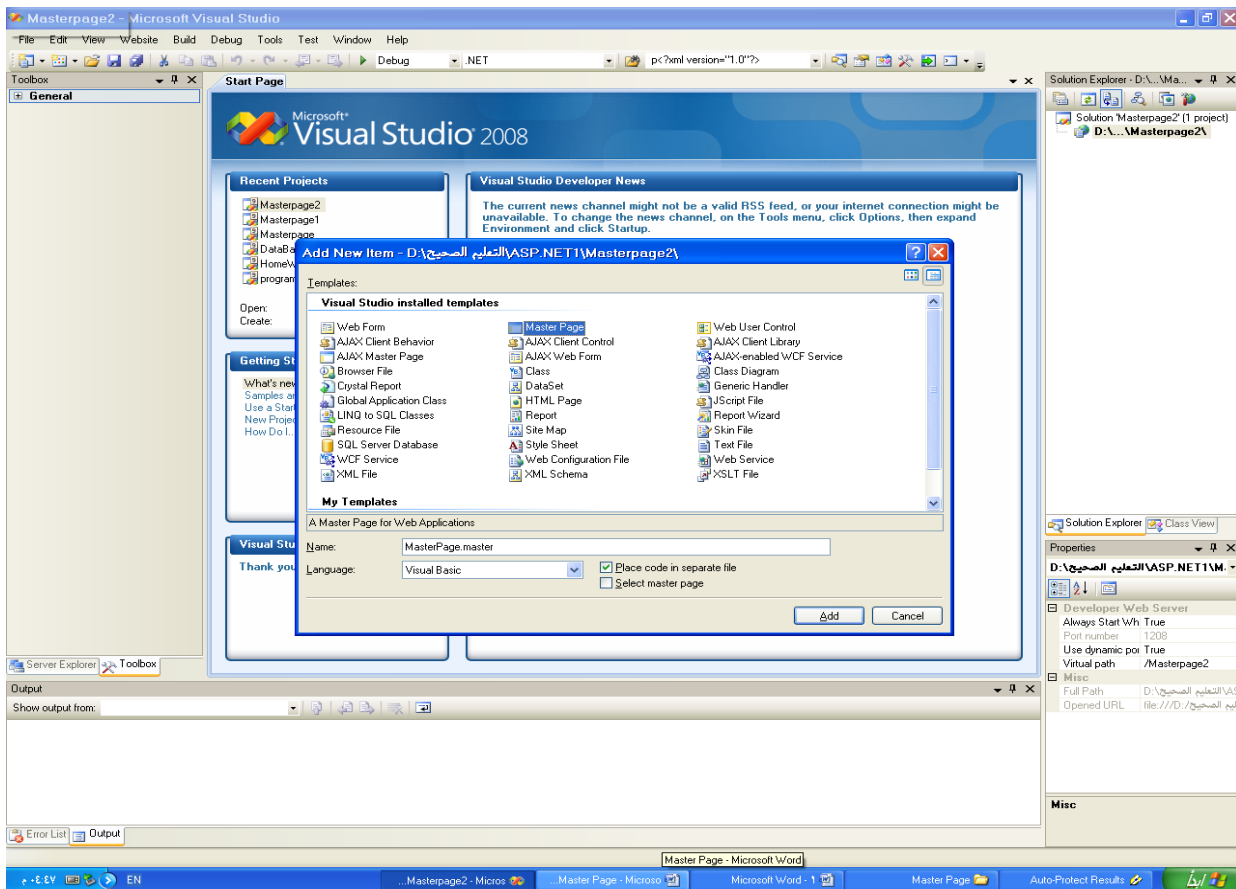 Masterpage2 - Microsoft Visual Studio
File Edit View Website Build Debug Tools Test Window Help
Debug .NET p<?xml version="1.0"?>
Toolbox
General
Start Page
Microsoft
Visual Studio 2008
Recent Projects
Masterpage2
Masterpage1
Masterpage
DataBa
HomeW
program
Open:
Create:
Getting St
What's new
Samples an
Use a Start
New Projec
How Do I...
Visual Stu
Thank you
Visual Studio Developer News
The current news channel might not be a valid RSS feed, or your internet connection might be
unavailable. To change the news channel, on the Tools menu, click Options, then expand
Environment and click Startup.
Add New Item - D:\التعليم الصحيح\ASP.NET1\Masterpage2\
Templates:
Visual Studio installed templates
Web Form Master Page Web User Control
AJAX Client Behavior AJAX Client Control AJAX Client Library
AJAX Master Page AJAX Web Form AJAX-enabled WCF Service
Browser File Class Class Diagram
Crystal Report DataSet Generic Handler
Global Application Class HTML Page JScript File
LINQ to SQL Classes Report Report Wizard
Resource File Site Map Skin File
SQL Server Database Style Sheet Text File
WCF Service Web Configuration File Web Service
XML File XML Schema XSLT File
My Templates
A Master Page for Web Applications
Name: MasterPage.master
Language: Visual Basic
Place code in separate file
Select master page
Add Cancel
Solution Explorer - D:\...\Ma...
Solution 'Masterpage2' (1 project)
D:\...\Masterpage2\
Solution Explorer Class View
Properties
D:\التعليم الصحيح\ASP.NET1\M
Developer Web Server
Always Start Wh True
Port number 1208
Use dynamic por True
Virtual path /Masterpage2
Misc
Full Path D:\التعليم الصحيح\A
Opened URL file:///D:/ليم الصحيح
Misc
Server Explorer Toolbox
Output
Show output from:
Error List Output
Master Page - Microsoft Word
٠٤:٤٧ م EN ...Masterpage2 - Micros ...Master Page - Microso Microsoft Word - ١ Master Page Auto-Protect Results ابدأ